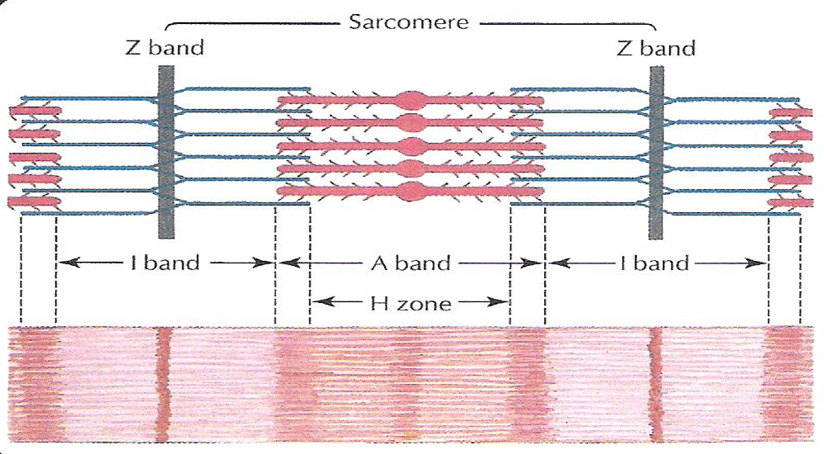 Sarcomere
Z band Z band
I band A band I band
H zone